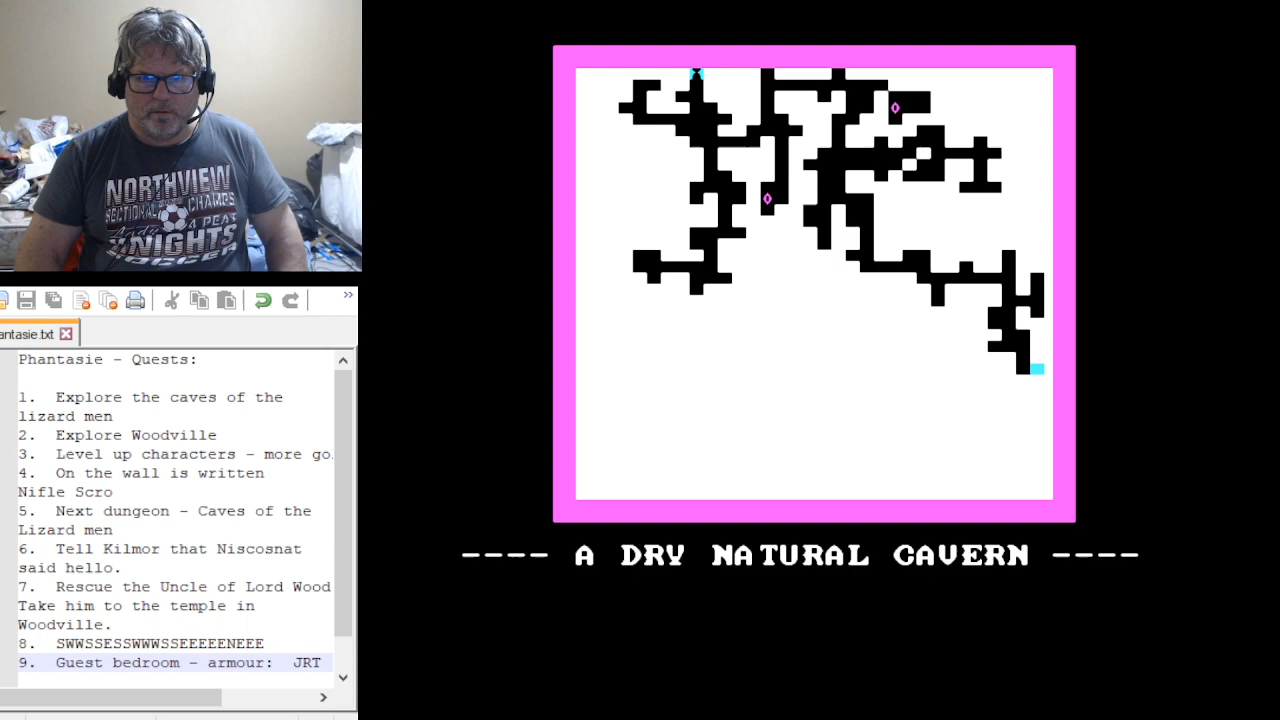 NORTHVIEW
SECTIONAL CHAMPS
KNIGHTS
SOCCER
antasie.txt
Phantasie - Quests:
1. Explore the caves of the
lizard men
2. Explore Woodville
3. Level up characters - more go
4. On the wall is written
Nifle Scro
5. Next dungeon - Caves of the
Lizard men
6. Tell Kilmor that Niscosnat
said hello.
7. Rescue the Uncle of Lord Wood
Take him to the temple in
Woodville.
8. SWWSSESSWWWSSEEEEENEEE
9. Guest bedroom - armour: JRT
---- A DRY NATURAL CAVERN ----